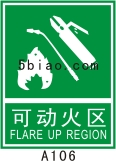 5biao.com
可动火区
FLARE UP REGION
A106